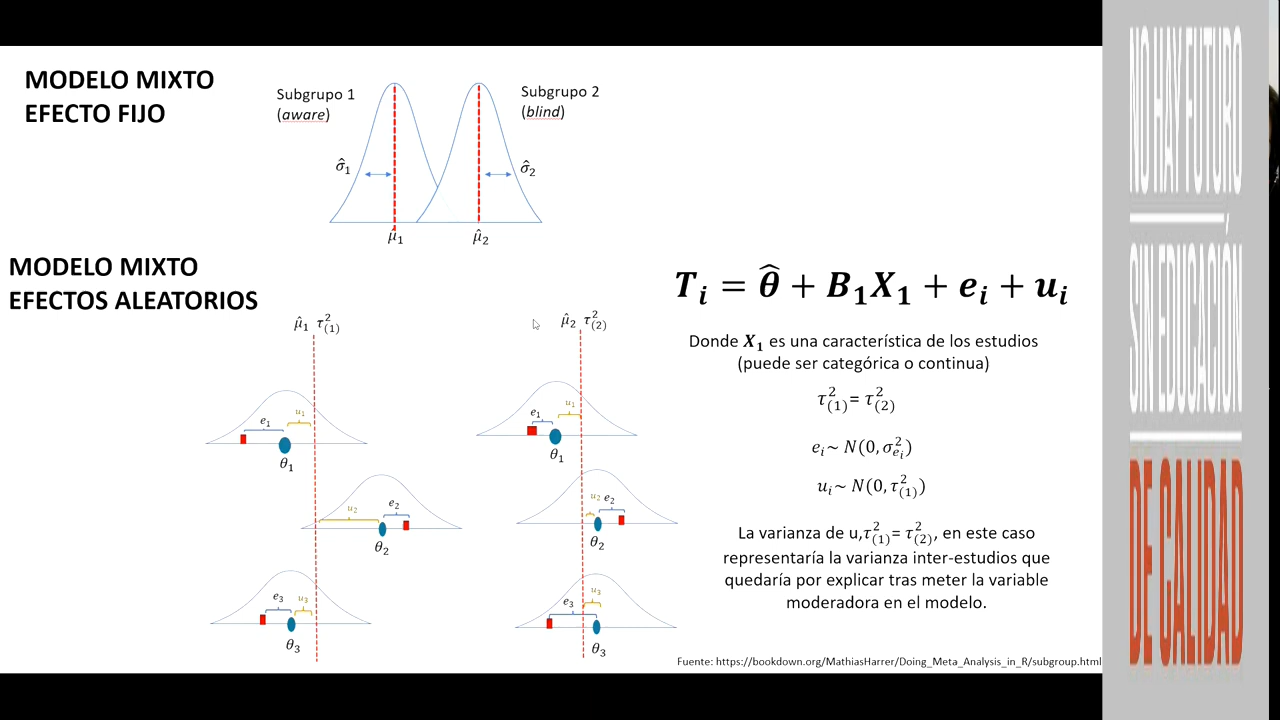 MODELO MIXTO
EFECTO FIJO
Subgrupo 1
(aware)
Subgrupo 2
(blind)
σ̂₁
σ̂₂
μ̂₁
μ̂₂
MODELO MIXTO
EFECTOS ALEATORIOS
μ̂₁ τ²₍₁₎
μ̂₂ τ²₍₂₎
e₁
u₁
θ₁
e₁
u₁
θ₁
u₂
e₂
θ₂
u₂
e₂
θ₂
e₃
u₃
θ₃
e₃
u₃
θ₃
Tᵢ = θ̂ + B₁X₁ + eᵢ + uᵢ
Donde X₁ es una característica de los estudios
(puede ser categórica o continua)
τ²₍₁₎= τ²₍₂₎
eᵢ~ N(0, σ²ₑᵢ)
uᵢ~ N(0, τ²₍₁₎)
La varianza de u,τ²₍₁₎= τ²₍₂₎, en este caso
representaría la varianza inter-estudios que
quedaría por explicar tras meter la variable
moderadora en el modelo.
Fuente: https://bookdown.org/MathiasHarrer/Doing_Meta_Analysis_in_R/subgroup.html
NO HAY FUTURO
SIN EDUCACIÓN
DE CALIDAD